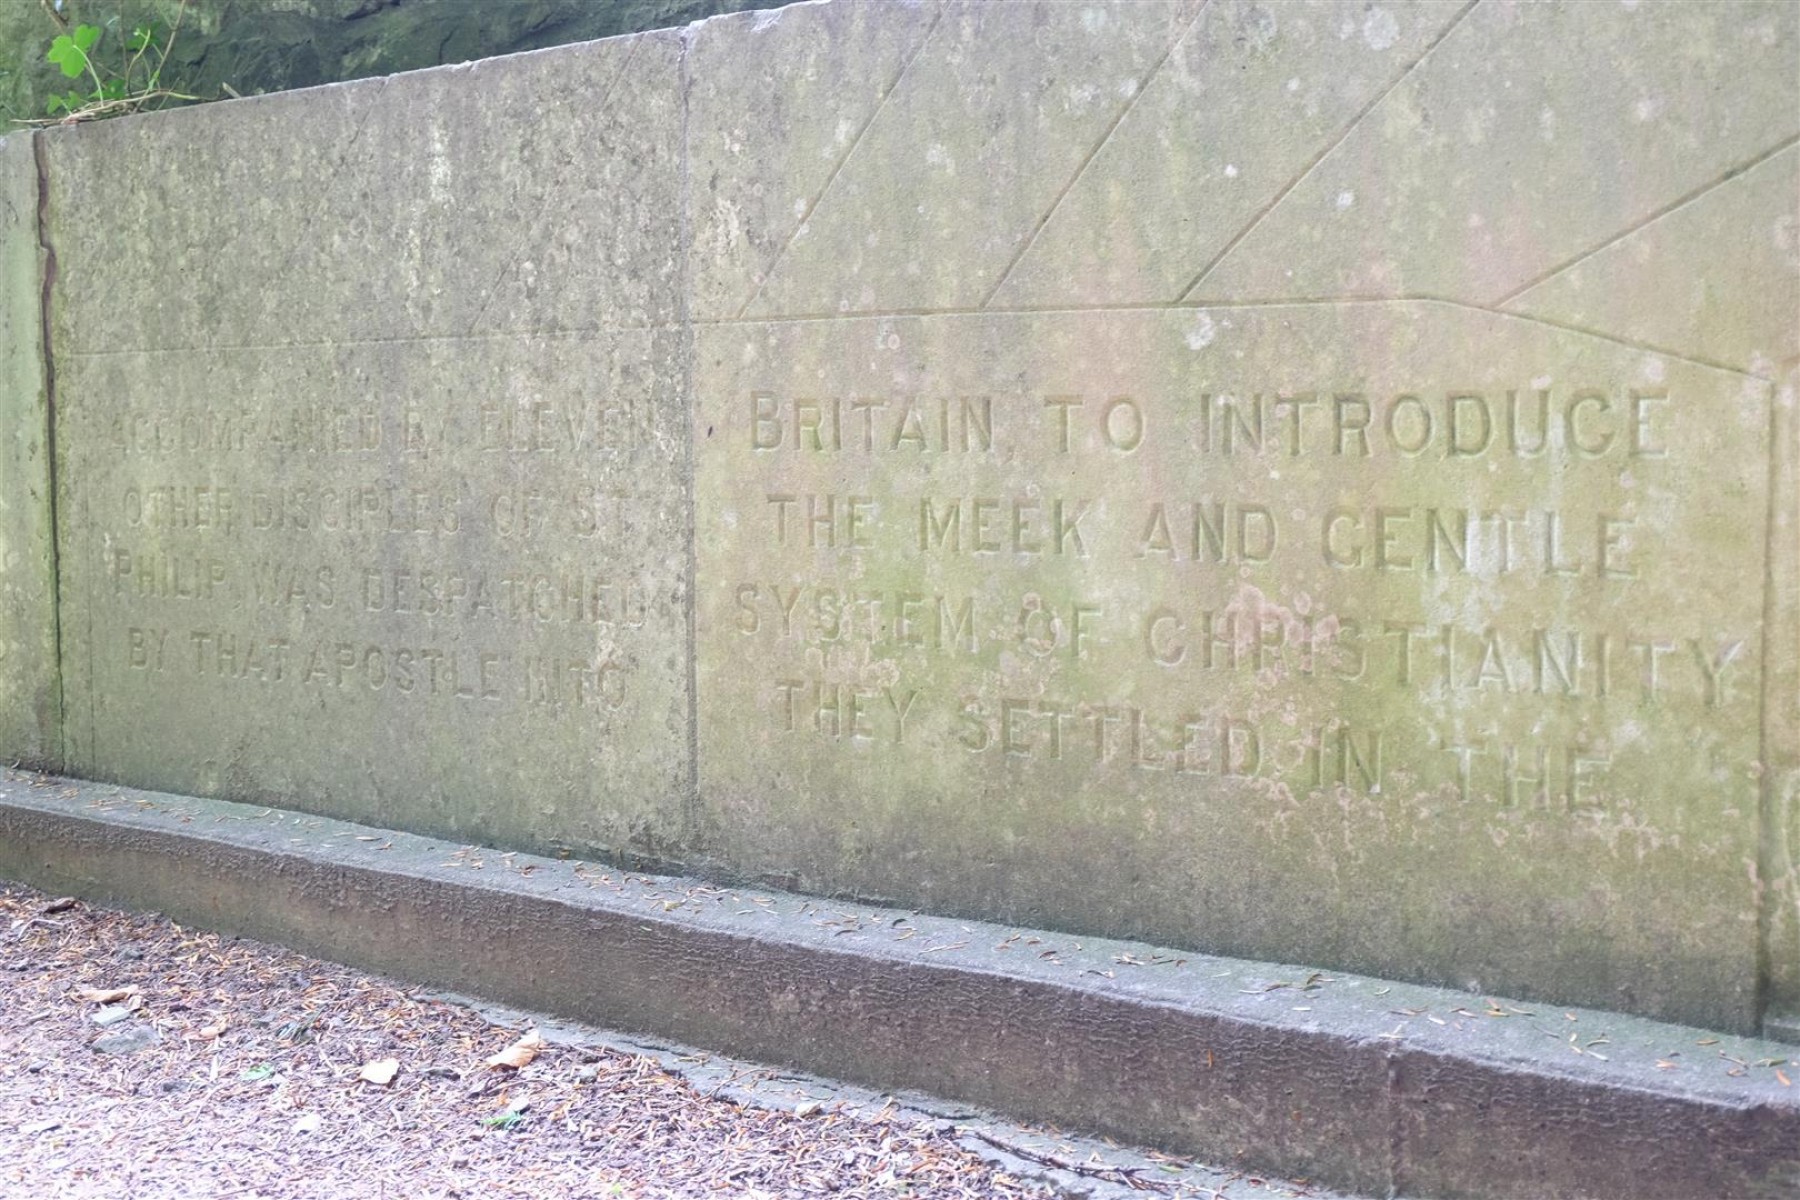 ACCOMPANIED BY ELEVEN
OTHER DISCIPLES OF ST.
PHILIP, WAS DESPATCHED
BY THAT APOSTLE INTO
BRITAIN, TO INTRODUCE
THE MEEK AND GENTLE
SYSTEM OF CHRISTIANITY
THEY SETTLED IN THE